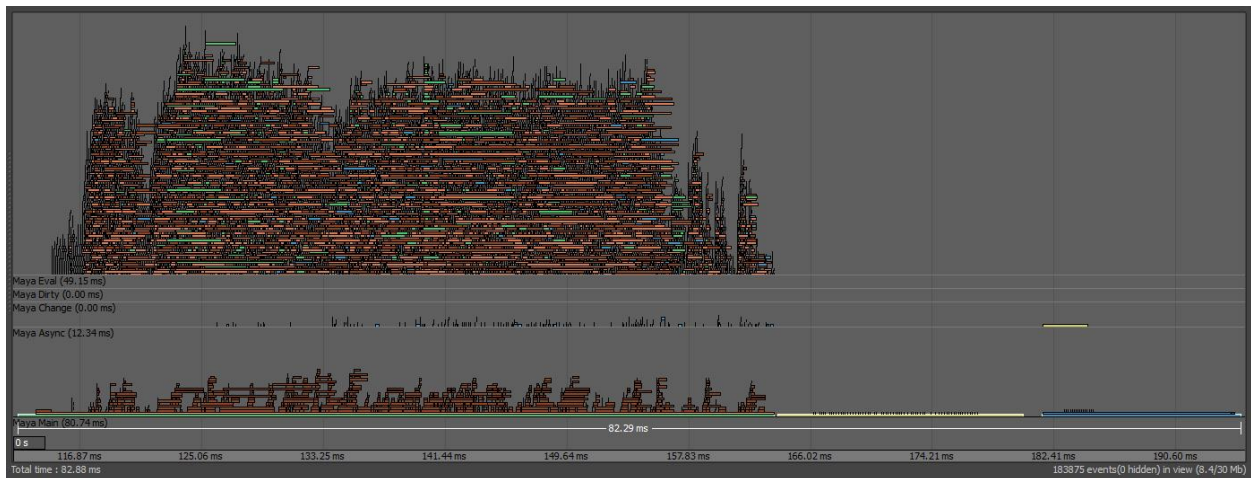 Maya Eval (49.15 ms)
Maya Dirty (0.00 ms)
Maya Change (0.00 ms)
Maya Async (12.34 ms)
Maya Main (80.74 ms)
82.29 ms
0 s
116.87 ms 125.06 ms 133.25 ms 141.44 ms 149.64 ms 157.83 ms 166.02 ms 174.21 ms 182.41 ms 190.60 ms
Total time : 82.88 ms 183875 events(0 hidden) in view (8.4/30 Mb)